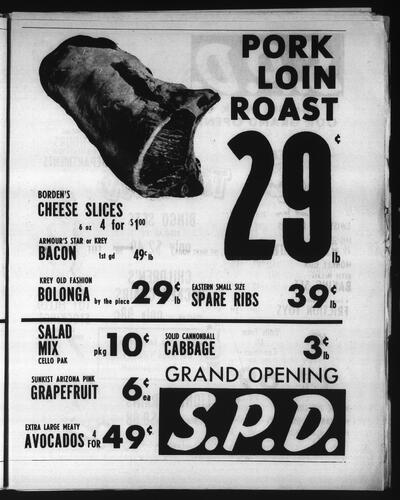 PORK
LOIN
ROAST
29¢ lb
BORDEN'S
CHEESE SLICES
6 oz 4 for $1.00
ARMOUR'S STAR or KREY
BACON 1st gd 49¢ lb
KREY OLD FASHION
BOLONGA by the piece 29¢ lb
EASTERN SMALL SIZE
SPARE RIBS 39¢ lb
SALAD
MIX
CELLO PAK
pkg 10¢
SOLID CANNONBALL
CABBAGE 3¢ lb
SUNKIST ARIZONA PINK
GRAPEFRUIT 6¢ ea
GRAND OPENING
S.P.D.
EXTRA LARGE MEATY
AVOCADOS 4 FOR 49¢